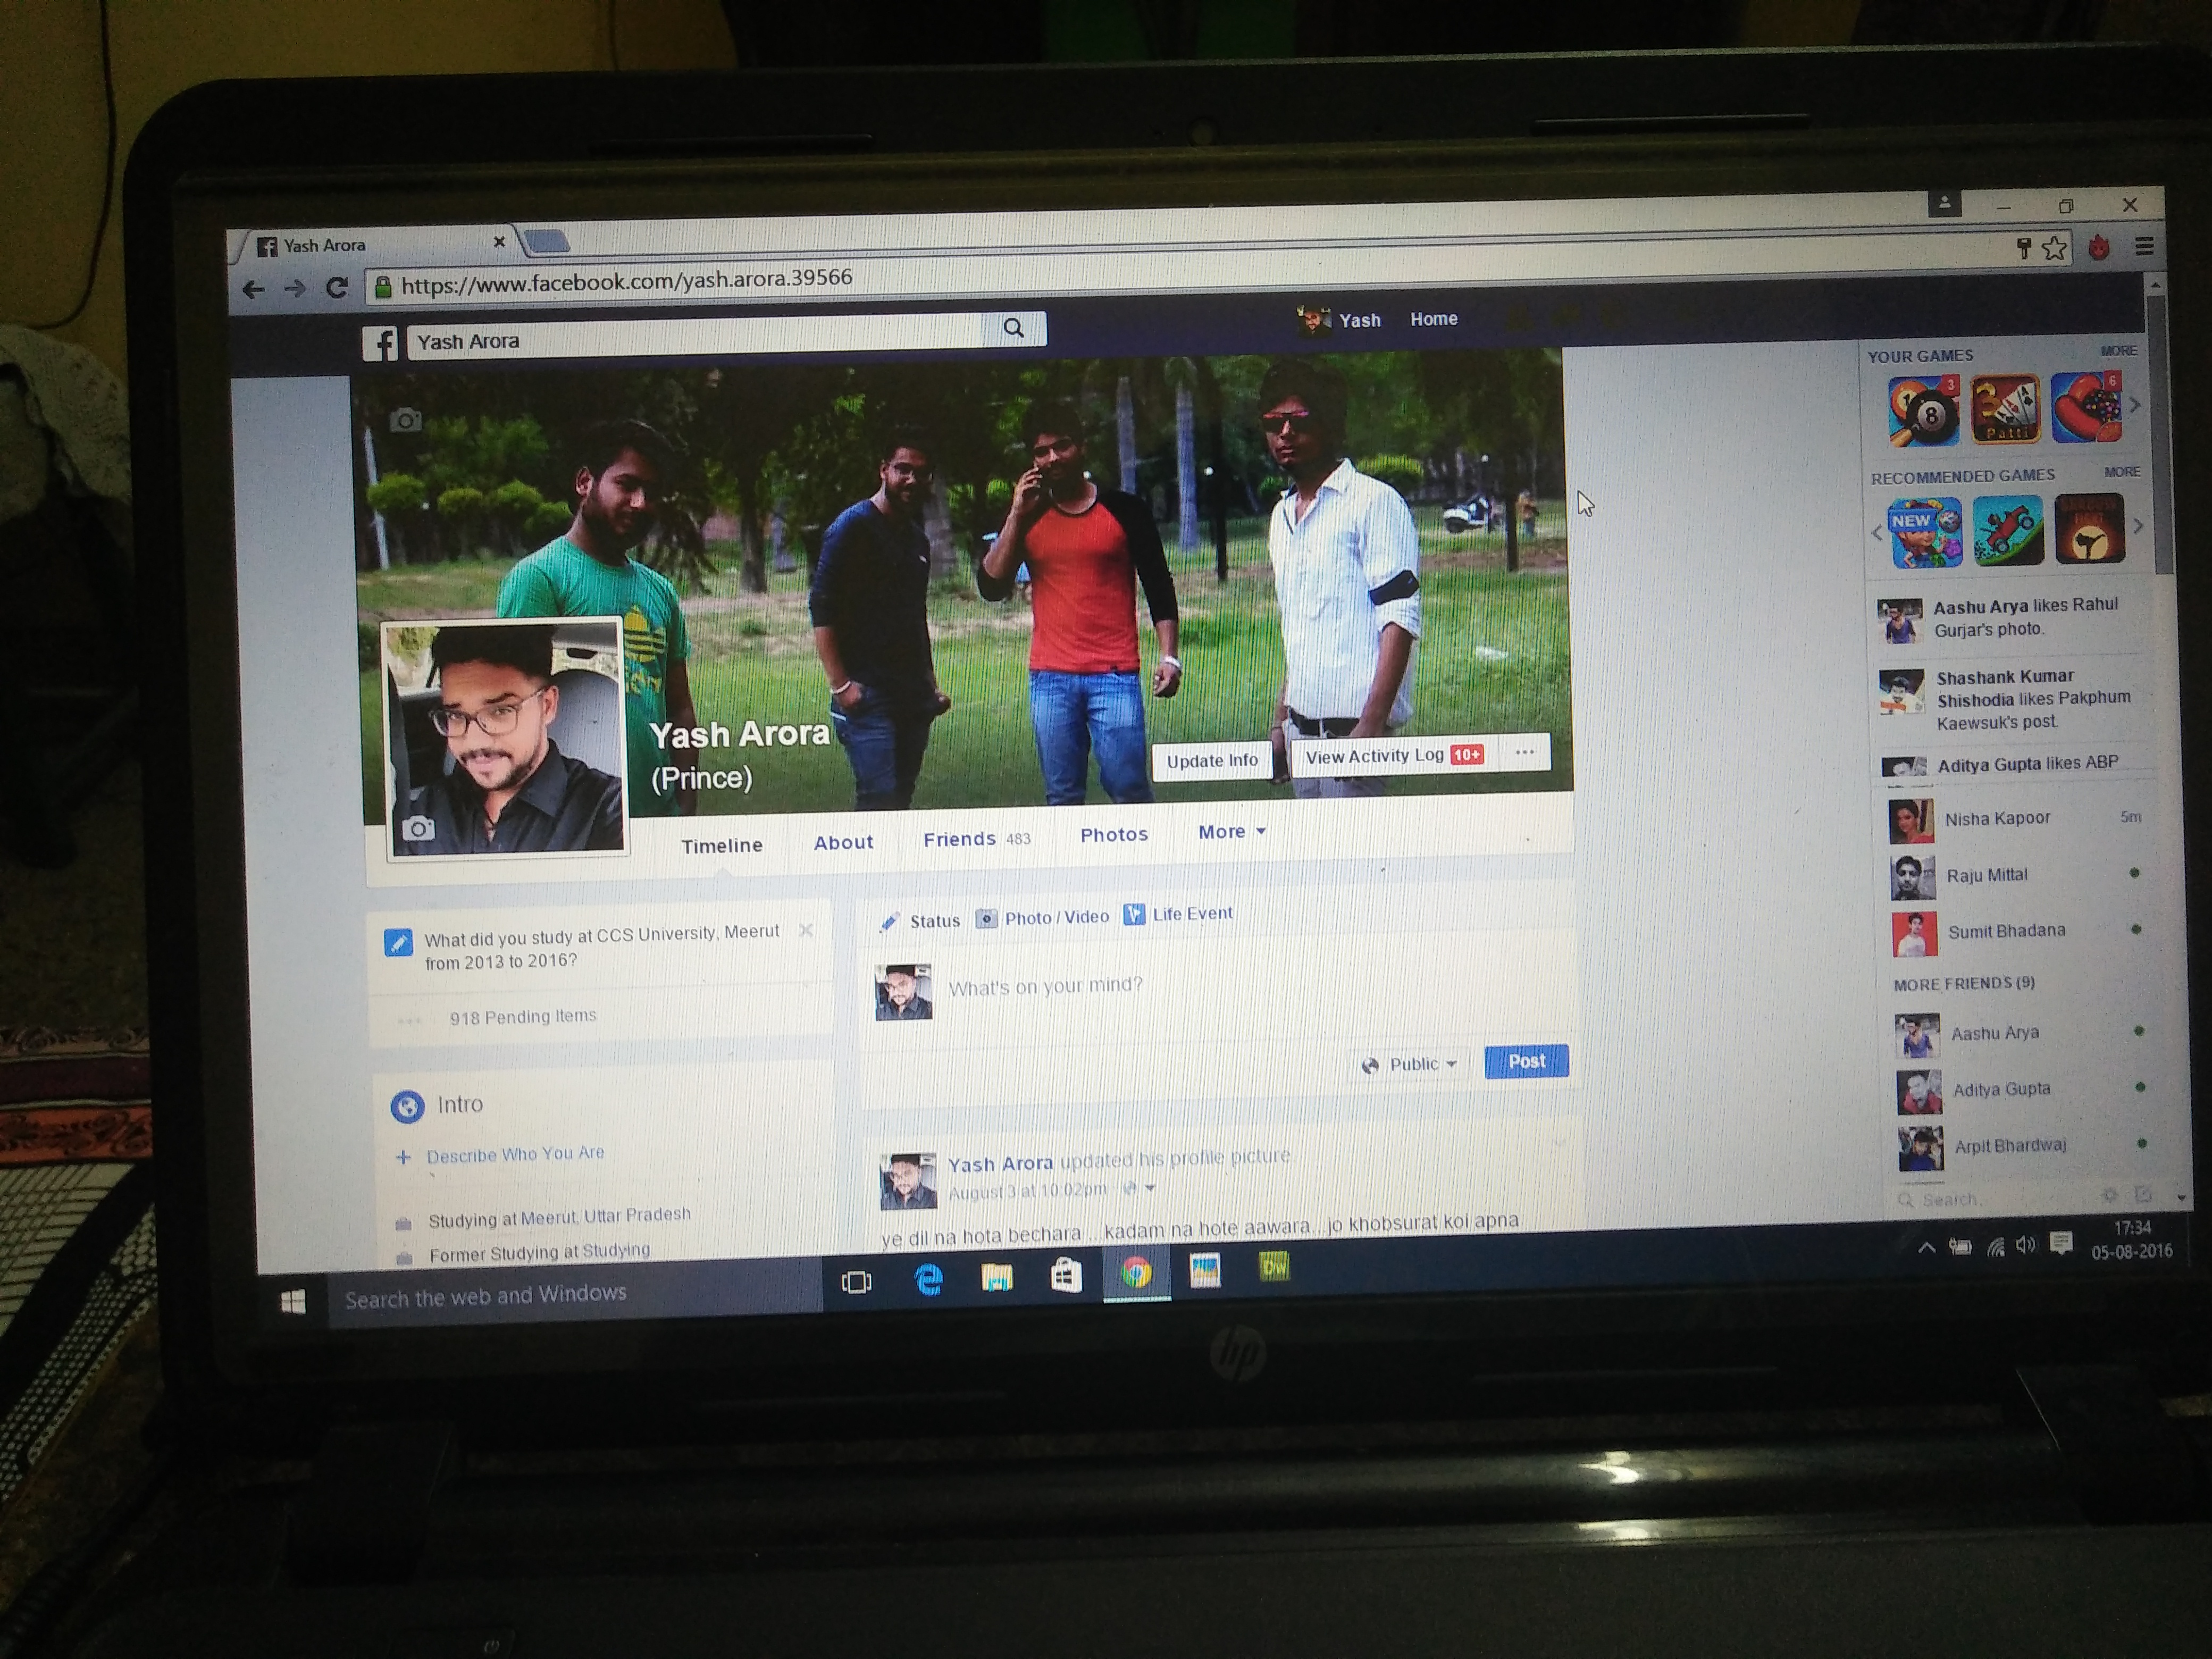 Yash Arora
https://www.facebook.com/yash.arora.39566
Yash Arora
Yash Home
Yash Arora
(Prince)
Update Info
View Activity Log 10+
Timeline About Friends 483 Photos More
What did you study at CCS University, Meerut
from 2013 to 2016?
918 Pending Items
Intro
Describe Who You Are
Studying at Meerut, Uttar Pradesh
Former Studying at Studying
Status Photo / Video Life Event
What's on your mind?
Public Post
Yash Arora updated his profile picture.
August 3 at 10:02pm
ye dil na hota bechara ...kadam na hote aawara...jo khobsurat koi apna
YOUR GAMES MORE
3
8
3
Patti
6
RECOMMENDED GAMES MORE
NEW
Aashu Arya likes Rahul
Gurjar's photo.
Shashank Kumar
Shishodia likes Pakphum
Kaewsuk's post.
Aditya Gupta likes ABP
Nisha Kapoor 5m
Raju Mittal
Sumit Bhadana
MORE FRIENDS (9)
Aashu Arya
Aditya Gupta
Arpit Bhardwaj
Search
Search the web and Windows
Dw
17:34
05-08-2016
hp